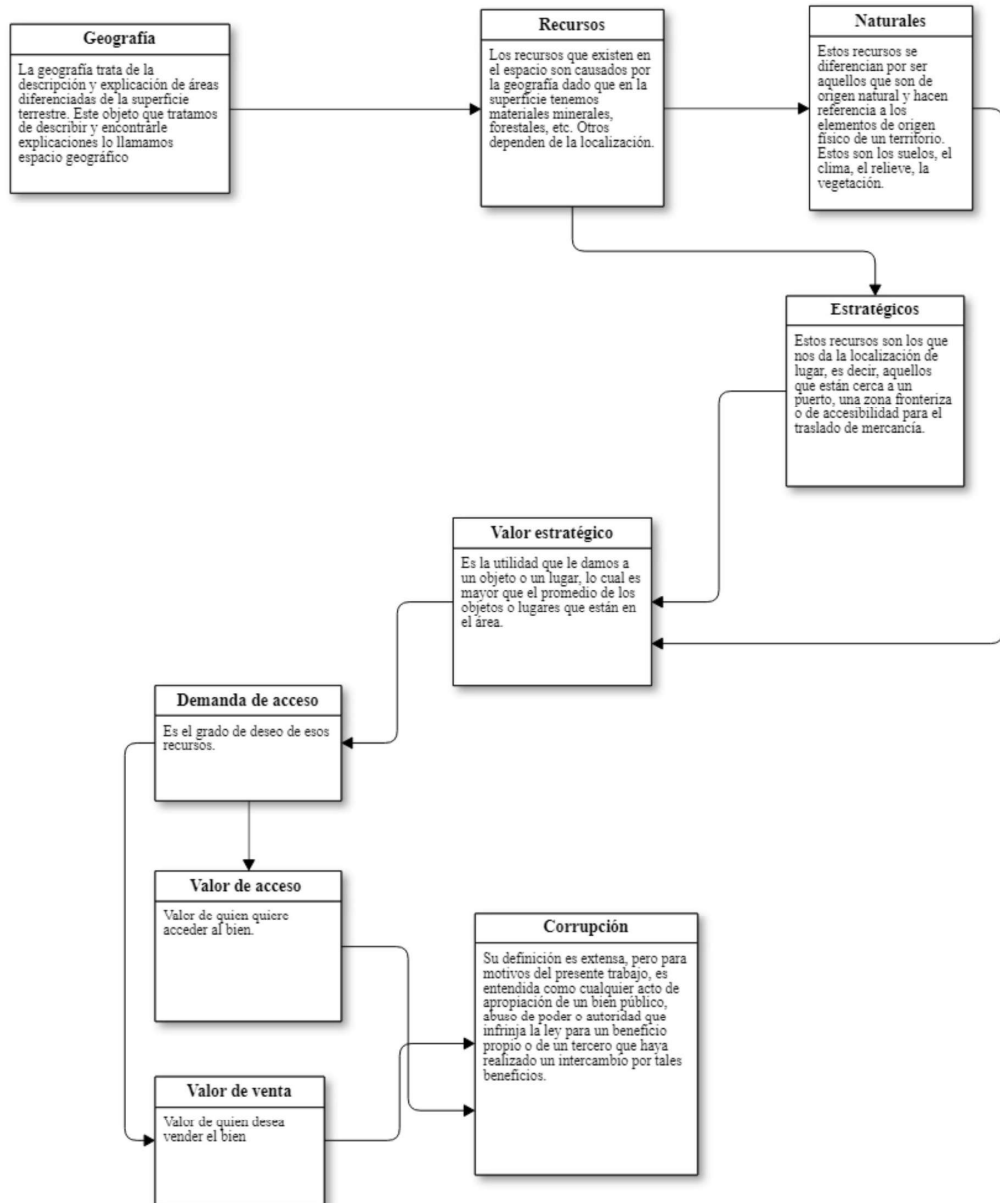 Geografía
La geografía trata de la
descripción y explicación de áreas
diferenciadas de la superficie
terrestre. Este objeto que tratamos
de describir y encontrarle
explicaciones lo llamamos
espacio geográfico
Recursos
Los recursos que existen en
el espacio son causados por
la geografía dado que en la
superficie tenemos
materiales minerales,
forestales, etc. Otros
dependen de la localización.
Naturales
Estos recursos se
diferencian por ser
aquellos que son de
origen natural y hacen
referencia a los
elementos de origen
físico de un territorio.
Estos son los suelos, el
clima, el relieve, la
vegetación.
Estratégicos
Estos recursos son los que
nos da la localización de
lugar, es decir, aquellos
que están cerca a un
puerto, una zona fronteriza
o de accesibilidad para el
traslado de mercancía.
Valor estratégico
Es la utilidad que le damos a
un objeto o un lugar, lo cual es
mayor que el promedio de los
objetos o lugares que están en
el área.
Demanda de acceso
Es el grado de deseo de esos
recursos.
Valor de acceso
Valor de quien quiere
acceder al bien.
Corrupción
Su definición es extensa, pero para
motivos del presente trabajo, es
entendida como cualquier acto de
apropiación de un bien público,
abuso de poder o autoridad que
infrinja la ley para un beneficio
propio o de un tercero que haya
realizado un intercambio por tales
beneficios.
Valor de venta
Valor de quien desea
vender el bien